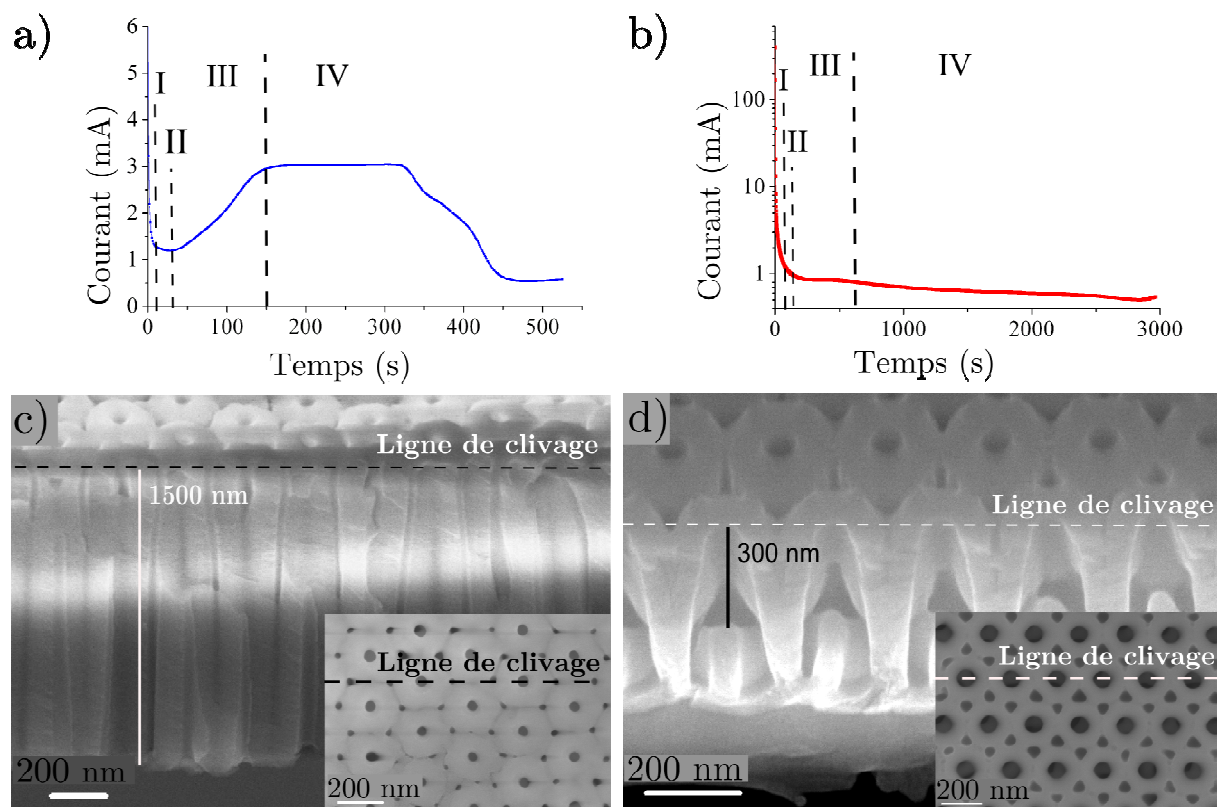 a)
6
5
4
3
2
1
0
Courant (mA)
I
II
III
IV
0 100 200 300 400 500
Temps (s)
b)
100
10
1
Courant (mA)
I
II
III
IV
0 1000 2000 3000
Temps (s)
c)
Ligne de clivage
1500 nm
200 nm
Ligne de clivage
200 nm
d)
Ligne de clivage
300 nm
200 nm
Ligne de clivage
200 nm